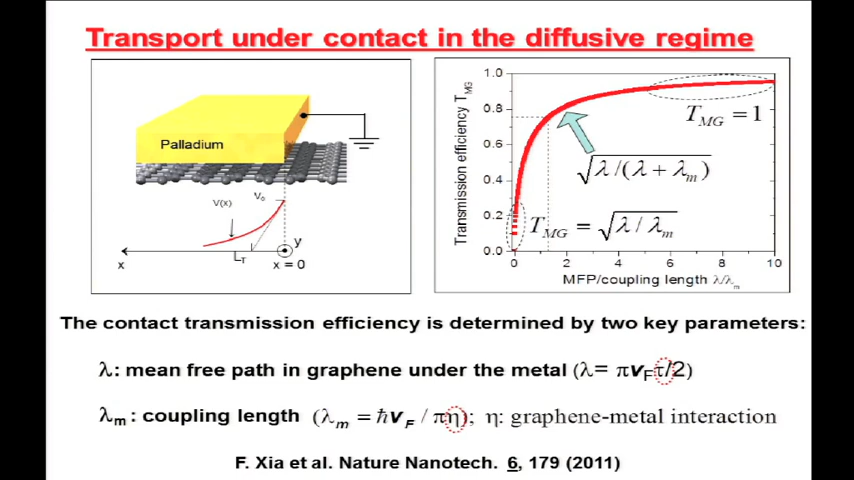 Transport under contact in the diffusive regime
Palladium
V(x)
V₀
x
L_T
x = 0
y
Transmission efficiency T_MG
1.0
0.8
0.6
0.4
0.2
0.0
T_MG = 1
√λ/(λ + λ_m)
T_MG = √λ/λ_m
0 2 4 6 8 10
MFP/coupling length λ/λ_m
The contact transmission efficiency is determined by two key parameters:
λ: mean free path in graphene under the metal (λ= πv_Fτ/2)
λ_m : coupling length (λ_m = ħv_F / πη); η: graphene-metal interaction
F. Xia et al. Nature Nanotech. 6, 179 (2011)